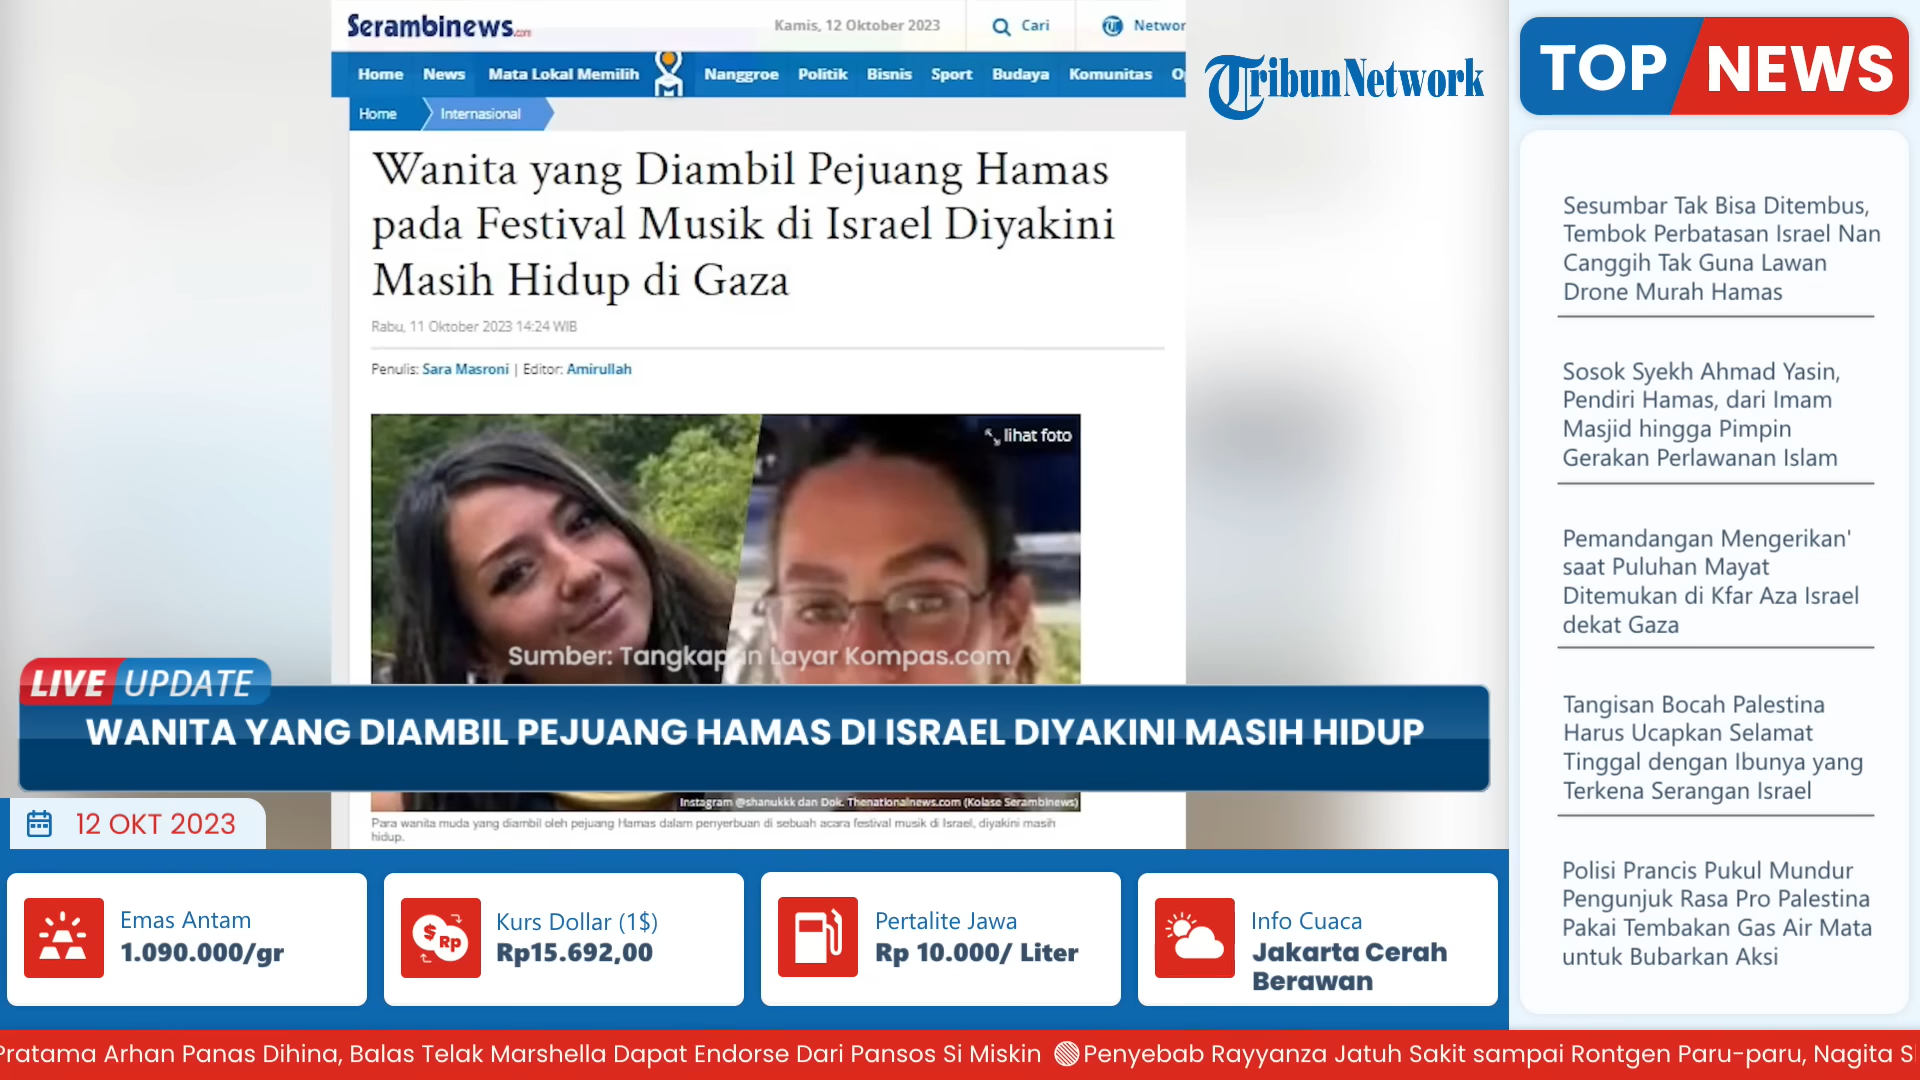 Serambinews.com
Kamis, 12 Oktober 2023
Cari
Networ
Home News Mata Lokal Memilih Nanggroe Politik Bisnis Sport Budaya Komunitas
Home Internasional
Wanita yang Diambil Pejuang Hamas
pada Festival Musik di Israel Diyakini
Masih Hidup di Gaza
Rabu, 11 Oktober 2023 14:24 WIB
Penulis: Sara Masroni | Editor: Amirullah
lihat foto
Sumber: Tangkapan Layar Kompas.com
LIVE UPDATE
WANITA YANG DIAMBIL PEJUANG HAMAS DI ISRAEL DIYAKINI MASIH HIDUP
Instagram @shanukkk dan Dok. Thenationalnews.com (Kolase Serambinews)
Para wanita muda yang diambil oleh pejuang Hamas dalam penyerbuan di sebuah acara festival musik di Israel, diyakini masih
hidup.
12 OKT 2023
TribunNetwork
TOP NEWS
Sesumbar Tak Bisa Ditembus,
Tembok Perbatasan Israel Nan
Canggih Tak Guna Lawan
Drone Murah Hamas
Sosok Syekh Ahmad Yasin,
Pendiri Hamas, dari Imam
Masjid hingga Pimpin
Gerakan Perlawanan Islam
Pemandangan Mengerikan'
saat Puluhan Mayat
Ditemukan di Kfar Aza Israel
dekat Gaza
Tangisan Bocah Palestina
Harus Ucapkan Selamat
Tinggal dengan Ibunya yang
Terkena Serangan Israel
Polisi Prancis Pukul Mundur
Pengunjuk Rasa Pro Palestina
Pakai Tembakan Gas Air Mata
untuk Bubarkan Aksi
Emas Antam
1.090.000/gr
$ Rp
Kurs Dollar (1$)
Rp15.692,00
Pertalite Jawa
Rp 10.000/ Liter
Info Cuaca
Jakarta Cerah
Berawan
Pratama Arhan Panas Dihina, Balas Telak Marshella Dapat Endorse Dari Pansos Si Miskin Penyebab Rayyanza Jatuh Sakit sampai Rontgen Paru-paru, Nagita S